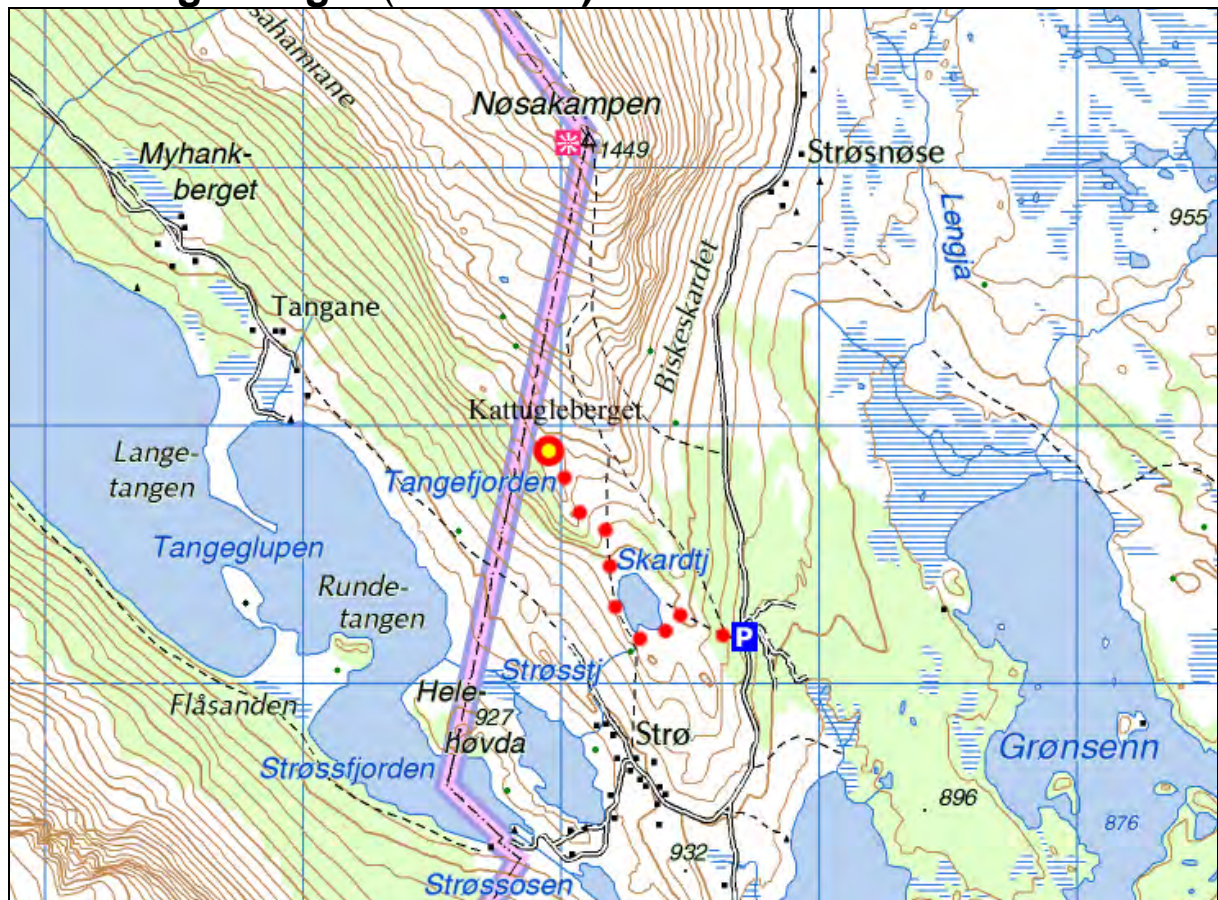 sahamrane
Nøsakampen
1449
Strøsnøse
Myhank-
berget
Lengja
955
Tangane
Biskeskardet
Kattugleberget
Lange-
tangen
Tangefjorden
Tangeglupen
Skardtj
Runde-
tangen
P
Strøsstj
Flåsanden
Hele-
høvda
927
Strø
Grønsenn
Strøssfjorden
896
876
932
Strøssosen